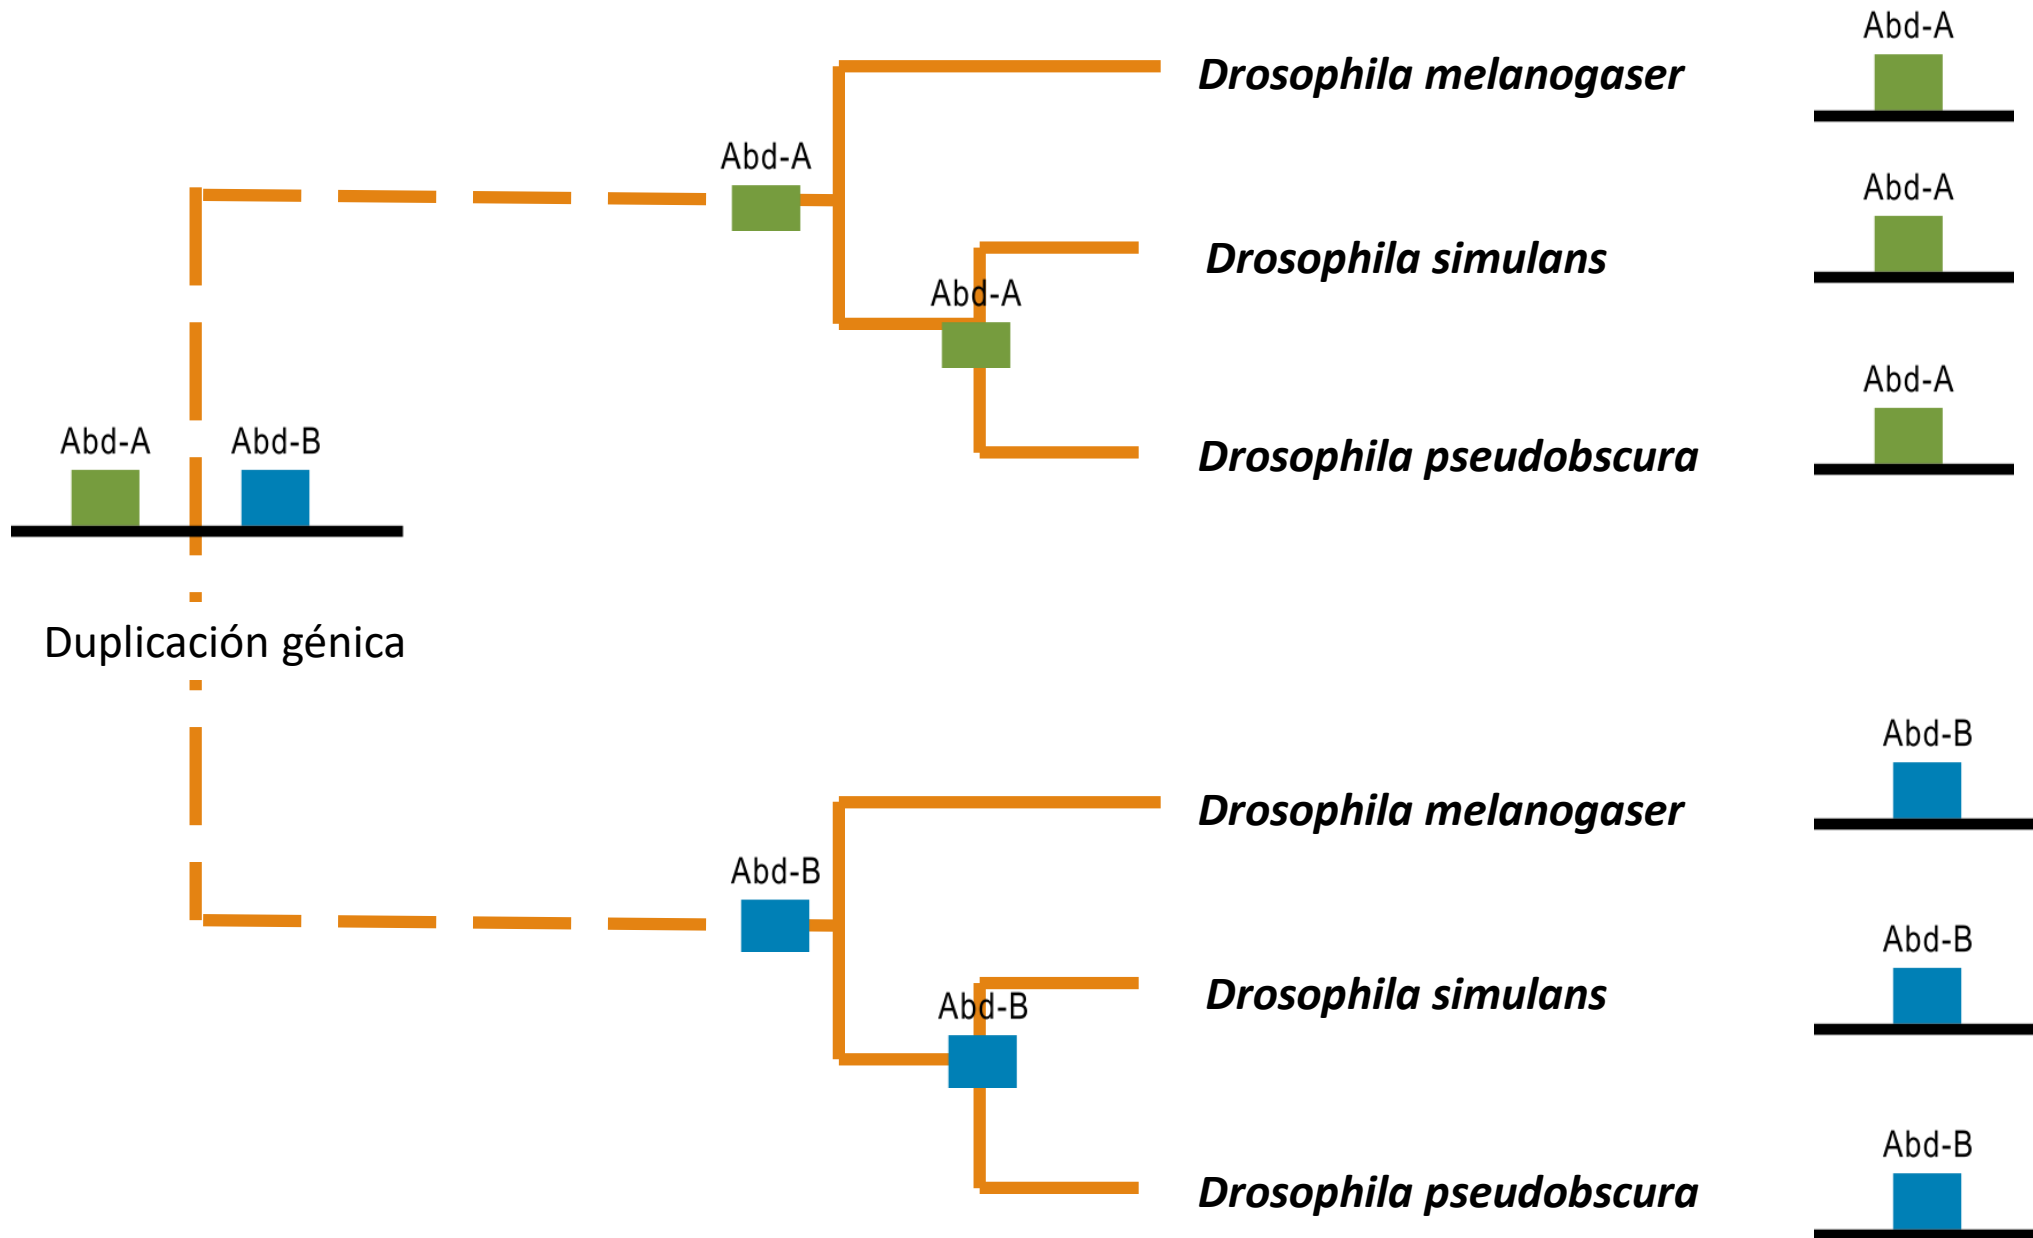 Abd-A
Drosophila melanogaser
Abd-A
Abd-A
Drosophila simulans
Abd-A
Abd-A
Drosophila pseudobscura
Abd-A Abd-B
Duplicación génica
Abd-B
Drosophila melanogaser
Abd-B
Abd-B
Drosophila simulans
Abd-B
Abd-B
Drosophila pseudobscura